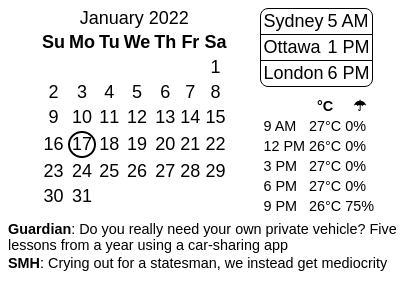 January 2022
Su Mo Tu We Th Fr Sa
1
2 3 4 5 6 7 8
9 10 11 12 13 14 15
16 17 18 19 20 21 22
23 24 25 26 27 28 29
30 31
Sydney 5 AM
Ottawa 1 PM
London 6 PM
°C ☂
9 AM 27°C 0%
12 PM 26°C 0%
3 PM 27°C 0%
6 PM 27°C 0%
9 PM 26°C 75%
Guardian: Do you really need your own private vehicle? Five
lessons from a year using a car-sharing app
SMH: Crying out for a statesman, we instead get mediocrity